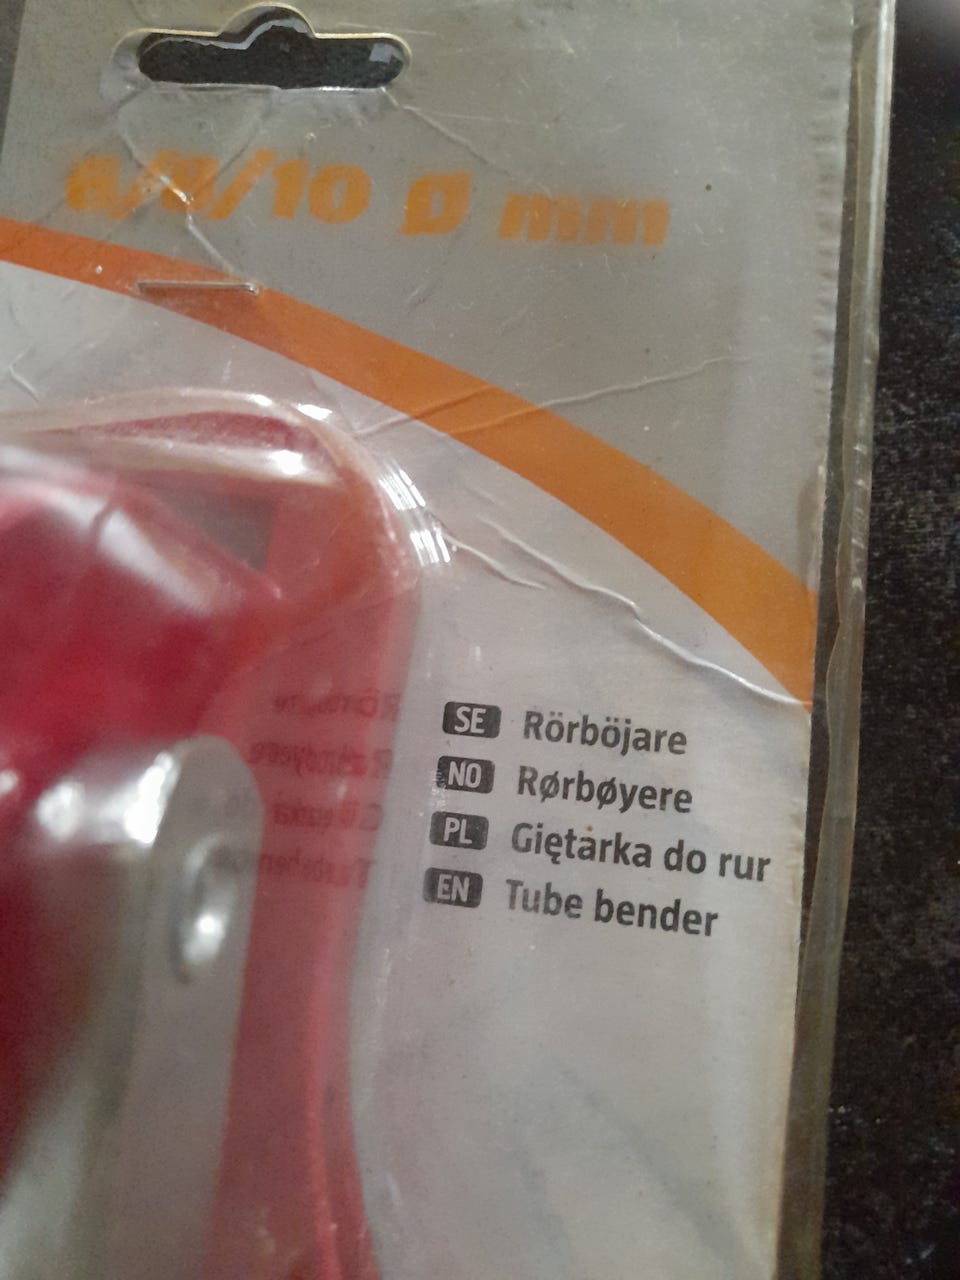 6/8/10 Ø mm
SE Rörböjare
NO Rørbøyere
PL Giętarka do rur
EN Tube bender